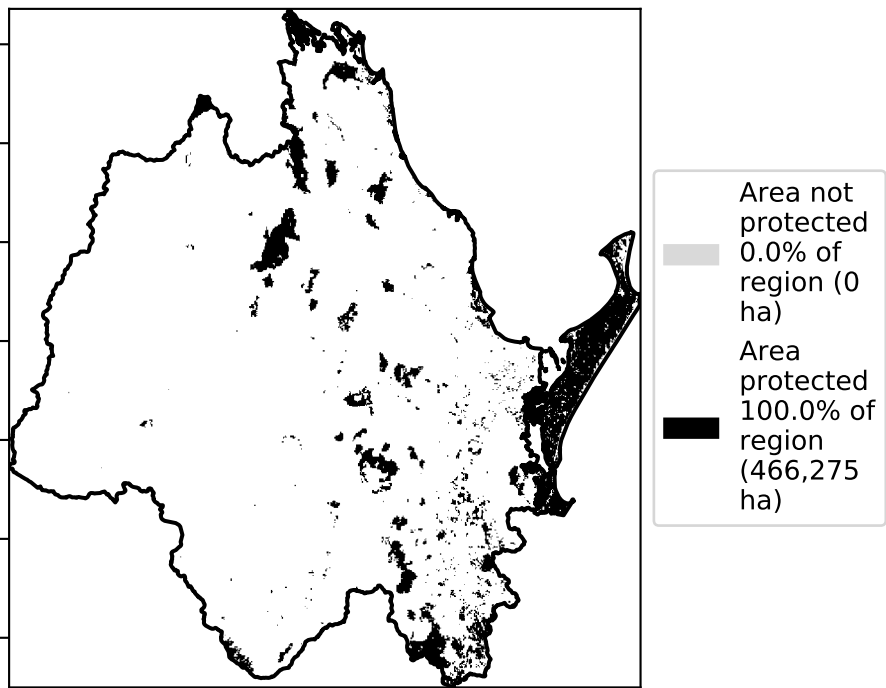 Area not
protected
0.0% of
region (0
ha)
Area
protected
100.0% of
region
(466,275
ha)